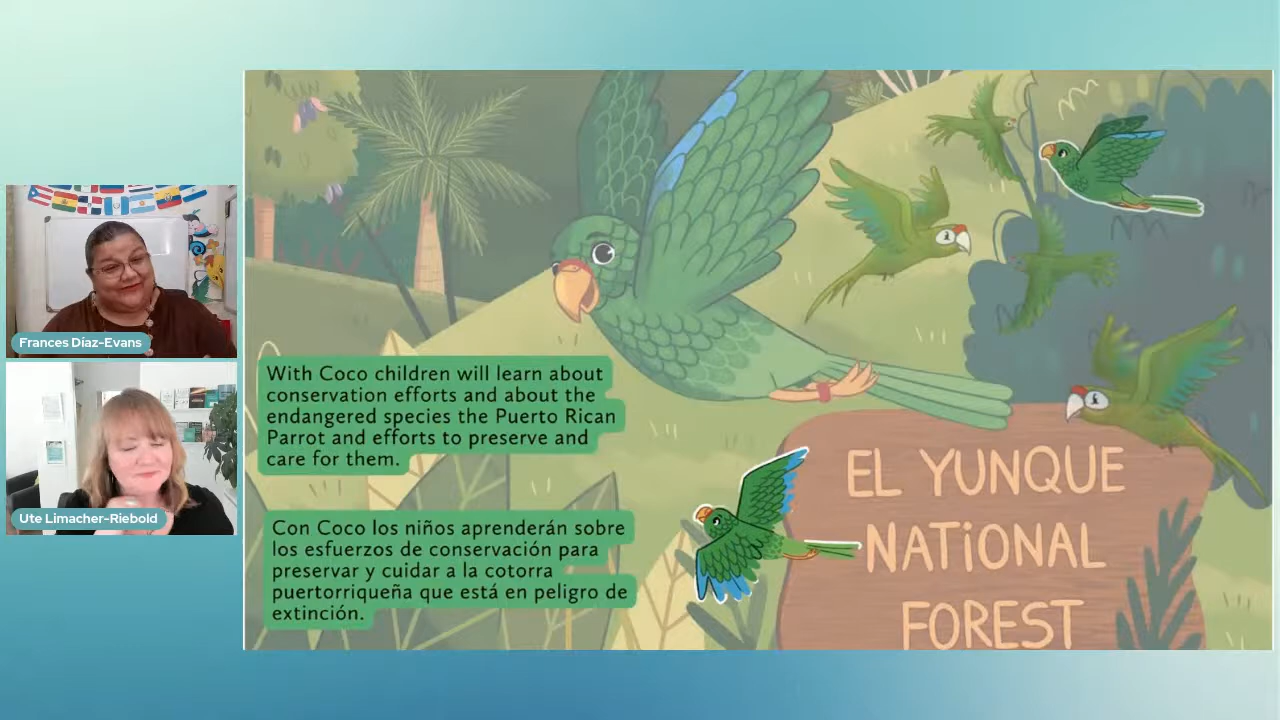 Frances Díaz-Evans
Ute Limacher-Riebold
With Coco children will learn about
conservation efforts and about the
endangered species the Puerto Rican
Parrot and efforts to preserve and
care for them.
Con Coco los niños aprenderán sobre
los esfuerzos de conservación para
preservar y cuidar a la cotorra
puertorriqueña que está en peligro de
extinción.
EL YUNQUE
NATiONAL
FOREST